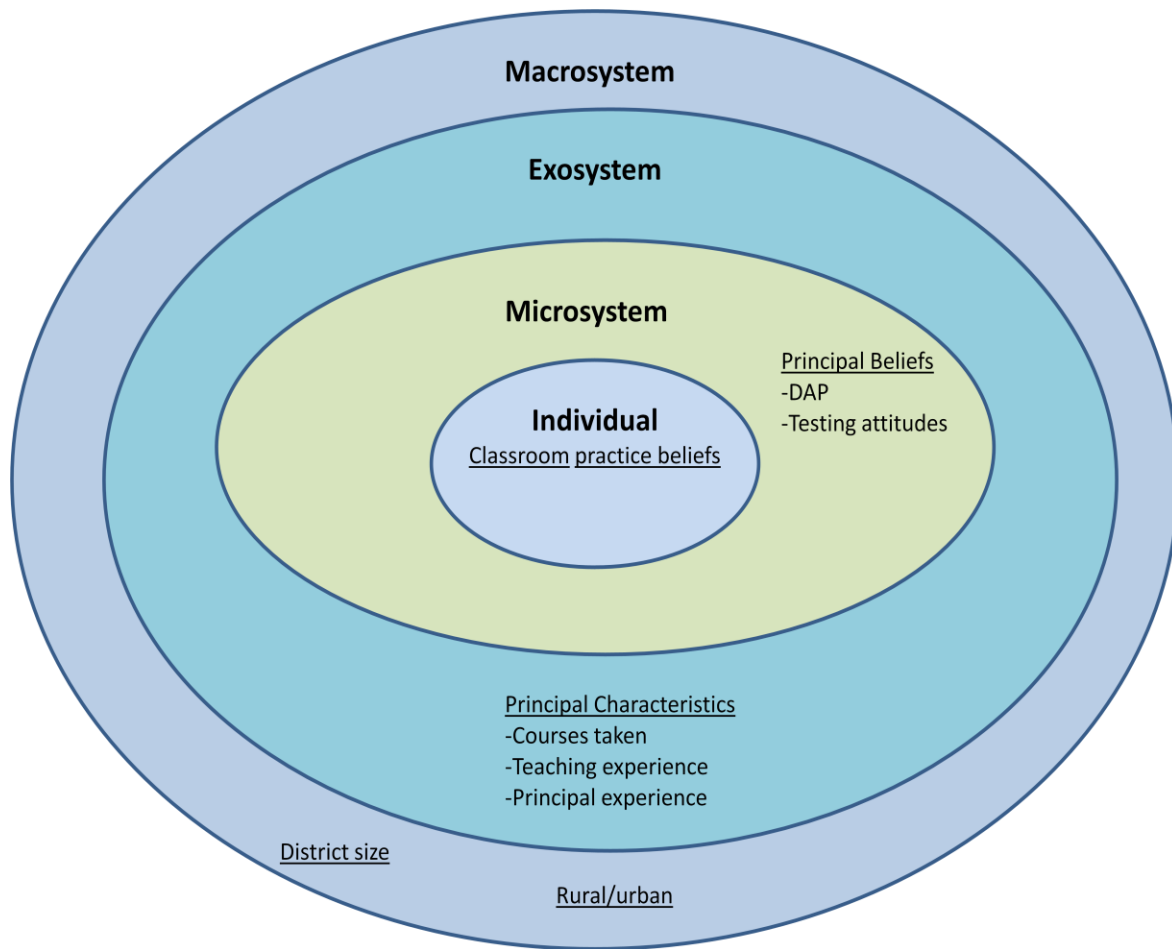 Macrosystem
Exosystem
Microsystem
Principal Beliefs
-DAP
-Testing attitudes
Individual
Classroom practice beliefs
Principal Characteristics
-Courses taken
-Teaching experience
-Principal experience
District size
Rural/urban